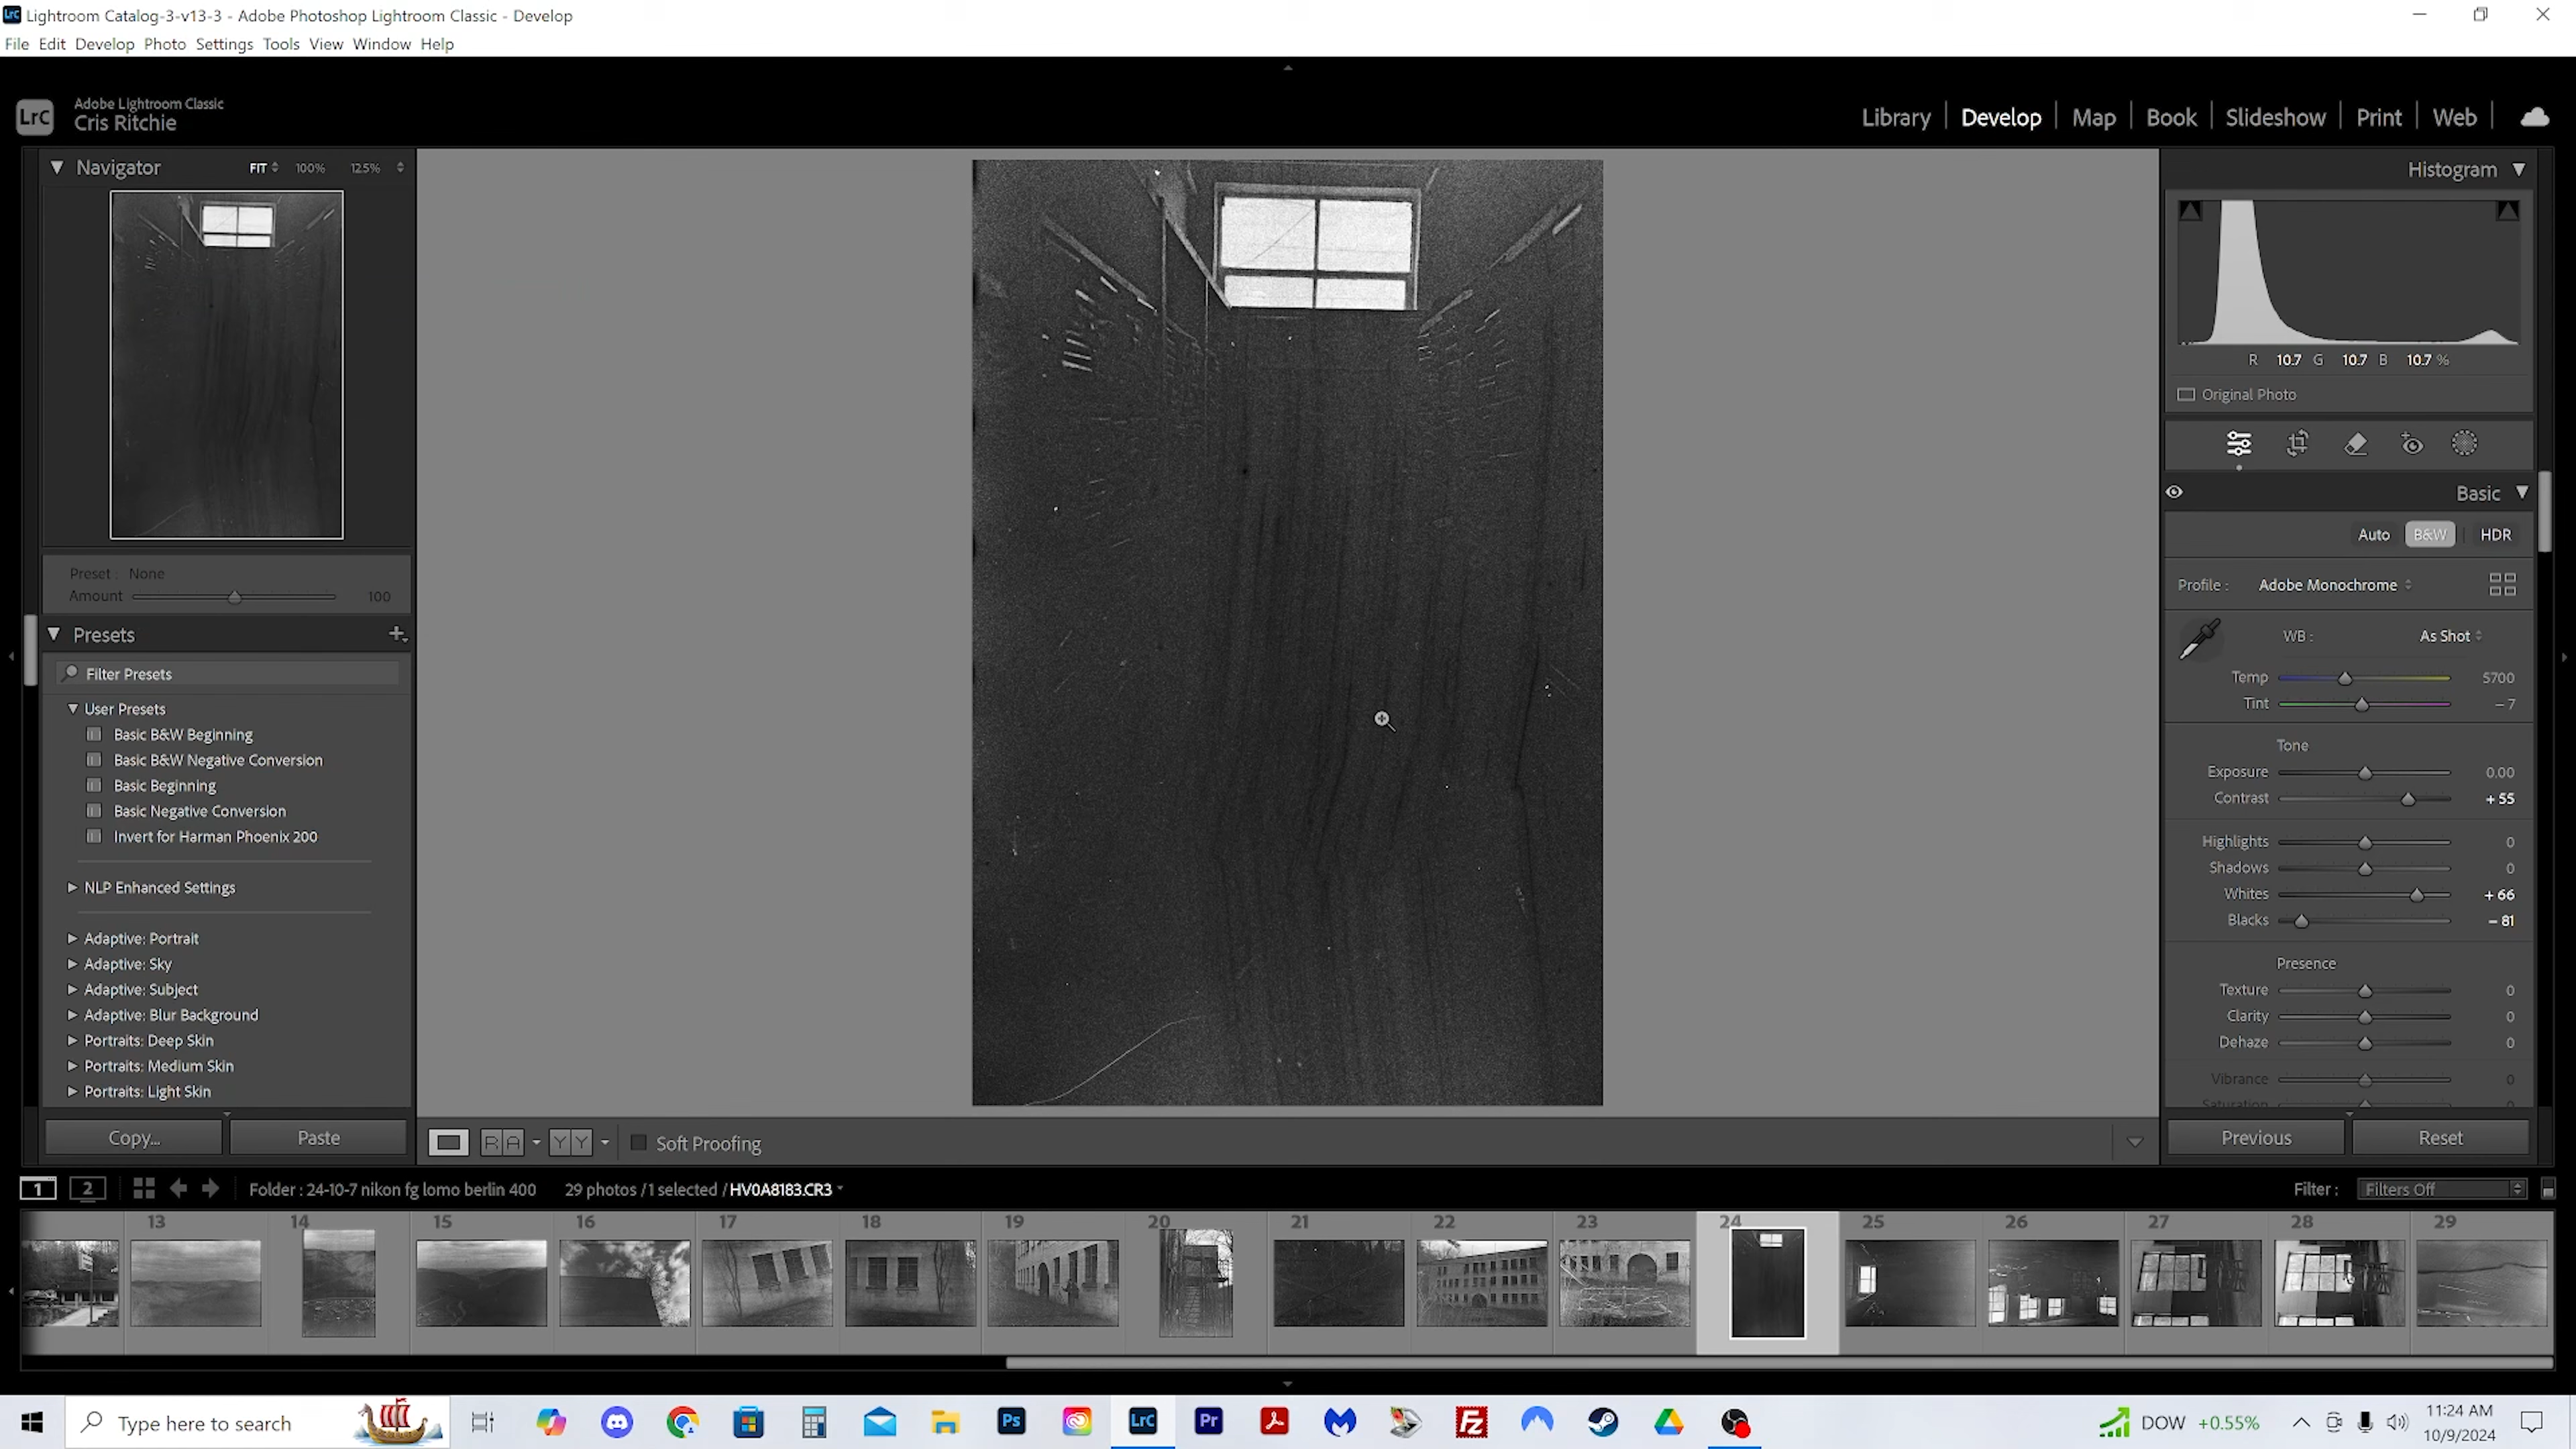 Lightroom Catalog-3-v13-3 - Adobe Photoshop Lightroom Classic - Develop
File Edit Develop Photo Settings Tools View Window Help
LrC
Adobe Lightroom Classic
Cris Ritchie
Library | Develop | Map | Book | Slideshow | Print | Web
Navigator FIT 100% 12.5%
Preset : None
Amount 100
Presets
Filter Presets
User Presets
Basic B&W Beginning
Basic B&W Negative Conversion
Basic Beginning
Basic Negative Conversion
Invert for Harman Phoenix 200
NLP Enhanced Settings
Adaptive: Portrait
Adaptive: Sky
Adaptive: Subject
Adaptive: Blur Background
Portraits: Deep Skin
Portraits: Medium Skin
Portraits: Light Skin
Copy... Paste
R A Y Y Soft Proofing
Histogram
R 10.7 G 10.7 B 10.7 %
Original Photo
Basic
Auto B&W HDR
Profile : Adobe Monochrome
WB : As Shot
Temp 5700
Tint – 7
Tone
Exposure 0.00
Contrast + 55
Highlights 0
Shadows 0
Whites + 66
Blacks – 81
Presence
Texture 0
Clarity 0
Dehaze 0
Vibrance 0
Saturation
Previous Reset
1 2 Folder : 24-10-7 nikon fg lomo berlin 400 29 photos / 1 selected / HV0A8183.CR3 Filter : Filters Off
13 14 15 16 17 18 19 20 21 22 23 24 25 26 27 28 29
Type here to search
Ps LrC Pr Fz
DOW +0.55%
11:24 AM
10/9/2024